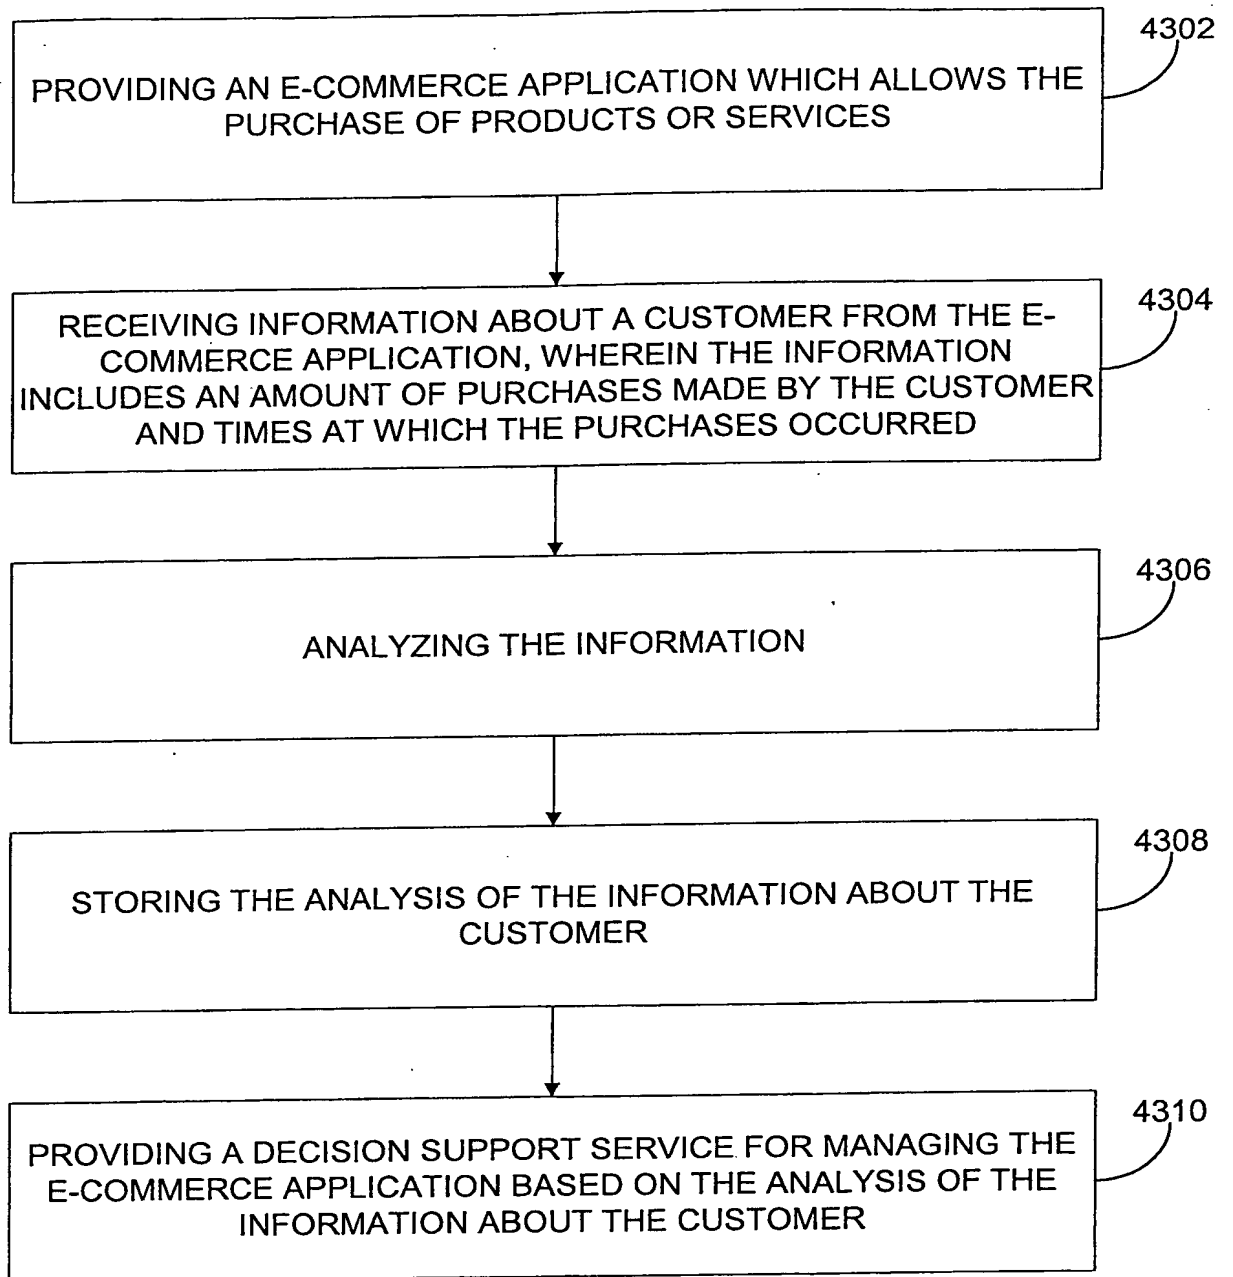 4302
PROVIDING AN E-COMMERCE APPLICATION WHICH ALLOWS THE
PURCHASE OF PRODUCTS OR SERVICES
4304
RECEIVING INFORMATION ABOUT A CUSTOMER FROM THE E-
COMMERCE APPLICATION, WHEREIN THE INFORMATION
INCLUDES AN AMOUNT OF PURCHASES MADE BY THE CUSTOMER
AND TIMES AT WHICH THE PURCHASES OCCURRED
4306
ANALYZING THE INFORMATION
4308
STORING THE ANALYSIS OF THE INFORMATION ABOUT THE
CUSTOMER
4310
PROVIDING A DECISION SUPPORT SERVICE FOR MANAGING THE
E-COMMERCE APPLICATION BASED ON THE ANALYSIS OF THE
INFORMATION ABOUT THE CUSTOMER